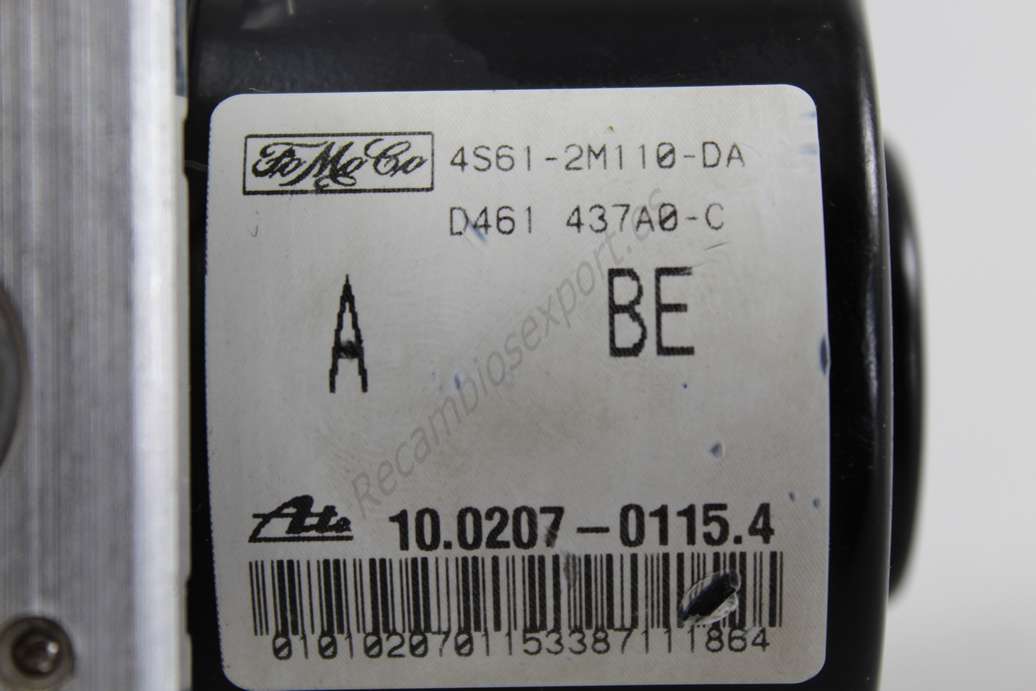 FoMoCo 4S61-2M110-DA
D461 437A0-C
A BE
Recambiosexport.es
Ate 10.0207-0115.4
010102070115338711864